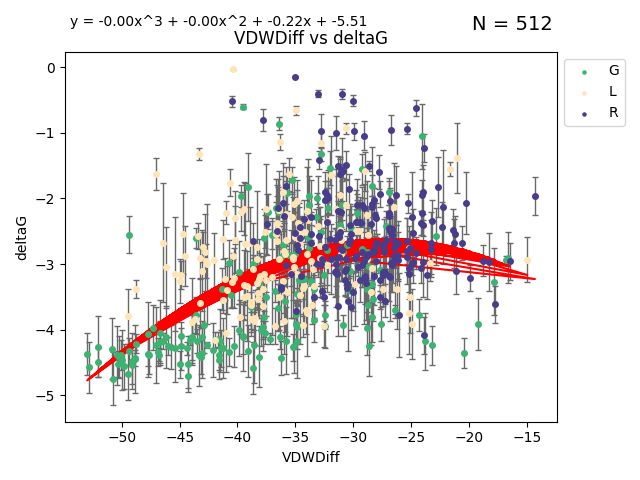 y = -0.00x^3 + -0.00x^2 + -0.22x + -5.51
N = 512
VDWDiff vs deltaG
G
L
R
0
−1
−2
−3
−4
−5
deltaG
−50 −45 −40 −35 −30 −25 −20 −15
VDWDiff